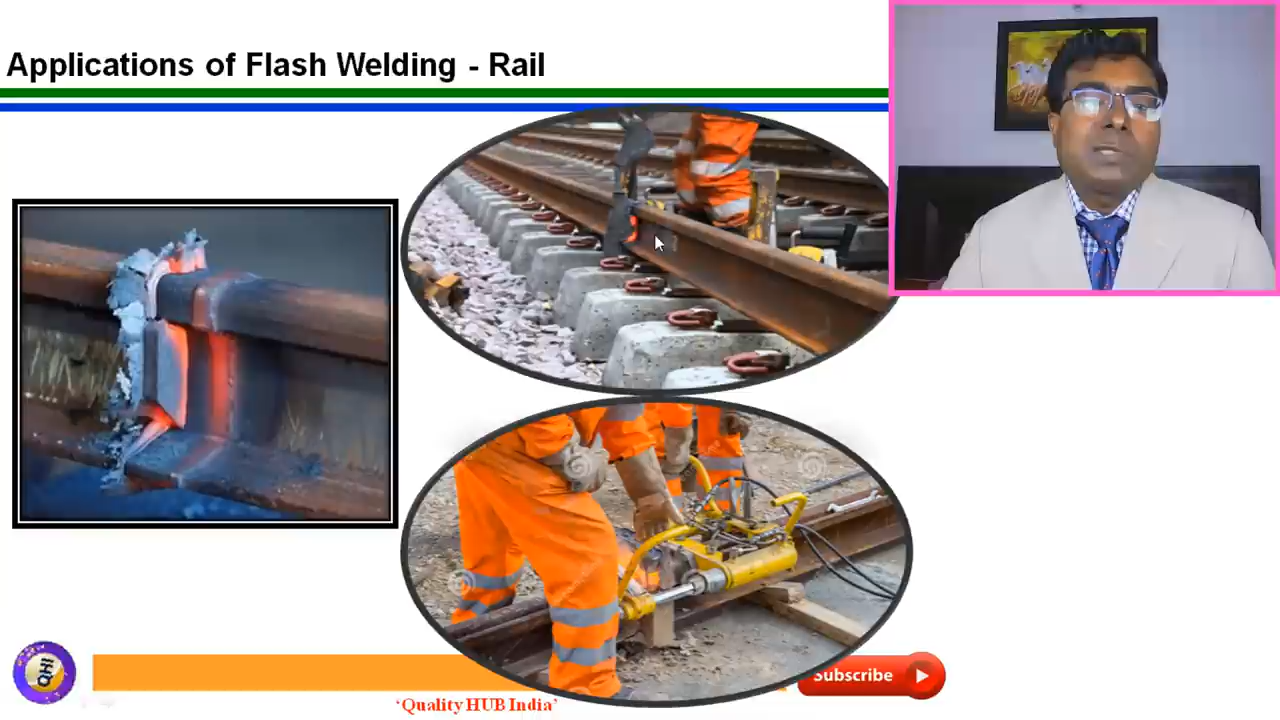 Applications of Flash Welding - Rail
Subscribe
'Quality HUB India'